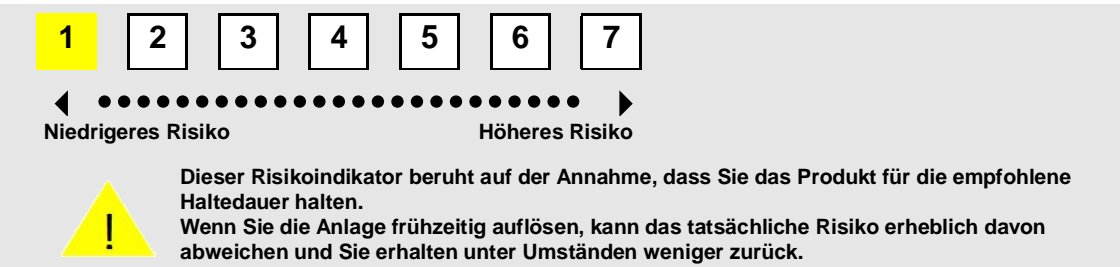 1 2 3 4 5 6 7
Niedrigeres Risiko Höheres Risiko
Dieser Risikoindikator beruht auf der Annahme, dass Sie das Produkt für die empfohlene
Haltedauer halten.
Wenn Sie die Anlage frühzeitig auflösen, kann das tatsächliche Risiko erheblich davon
abweichen und Sie erhalten unter Umständen weniger zurück.
!